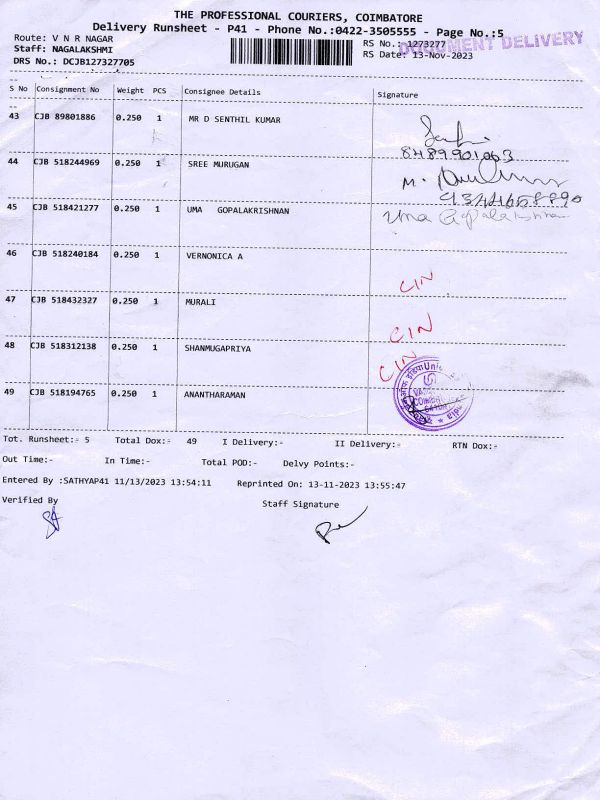 THE PROFESSIONAL COURIERS, COIMBATORE
Delivery Runsheet - P41 - Phone No.:0422-3505555 - Page No.:5
Route: V N R NAGAR
RS No.: 1273277
DOCUMENT DELIVERY
Staff: NAGALAKSHMI
RS Date: 13-Nov-2023
DRS No.: DCJB127327705
S No Consignment No Weight PCS Consignee Details Signature
43 CJB 89801886 0.250 1 MR D SENTHIL KUMAR
8489901063
44 CJB 518244969 0.250 1 SREE MURUGAN
M.
45 CJB 518421277 0.250 1 UMA GOPALAKRISHNAN Uma Gopalakrishnan
46 CJB 518240184 0.250 1 VERNONICA A CIN
47 CJB 518432327 0.250 1 MURALI CIN
48 CJB 518312138 0.250 1 SHANMUGAPRIYA CIN
49 CJB 518194765 0.250 1 ANANTHARAMAN
Tot. Runsheet:- 5 Total Dox:- 49 I Delivery:- II Delivery:- RTN Dox:-
Out Time:- In Time:- Total POD:- Delvy Points:-
Entered By :SATHYAP41 11/13/2023 13:54:11 Reprinted On: 13-11-2023 13:55:47
Verified By Staff Signature